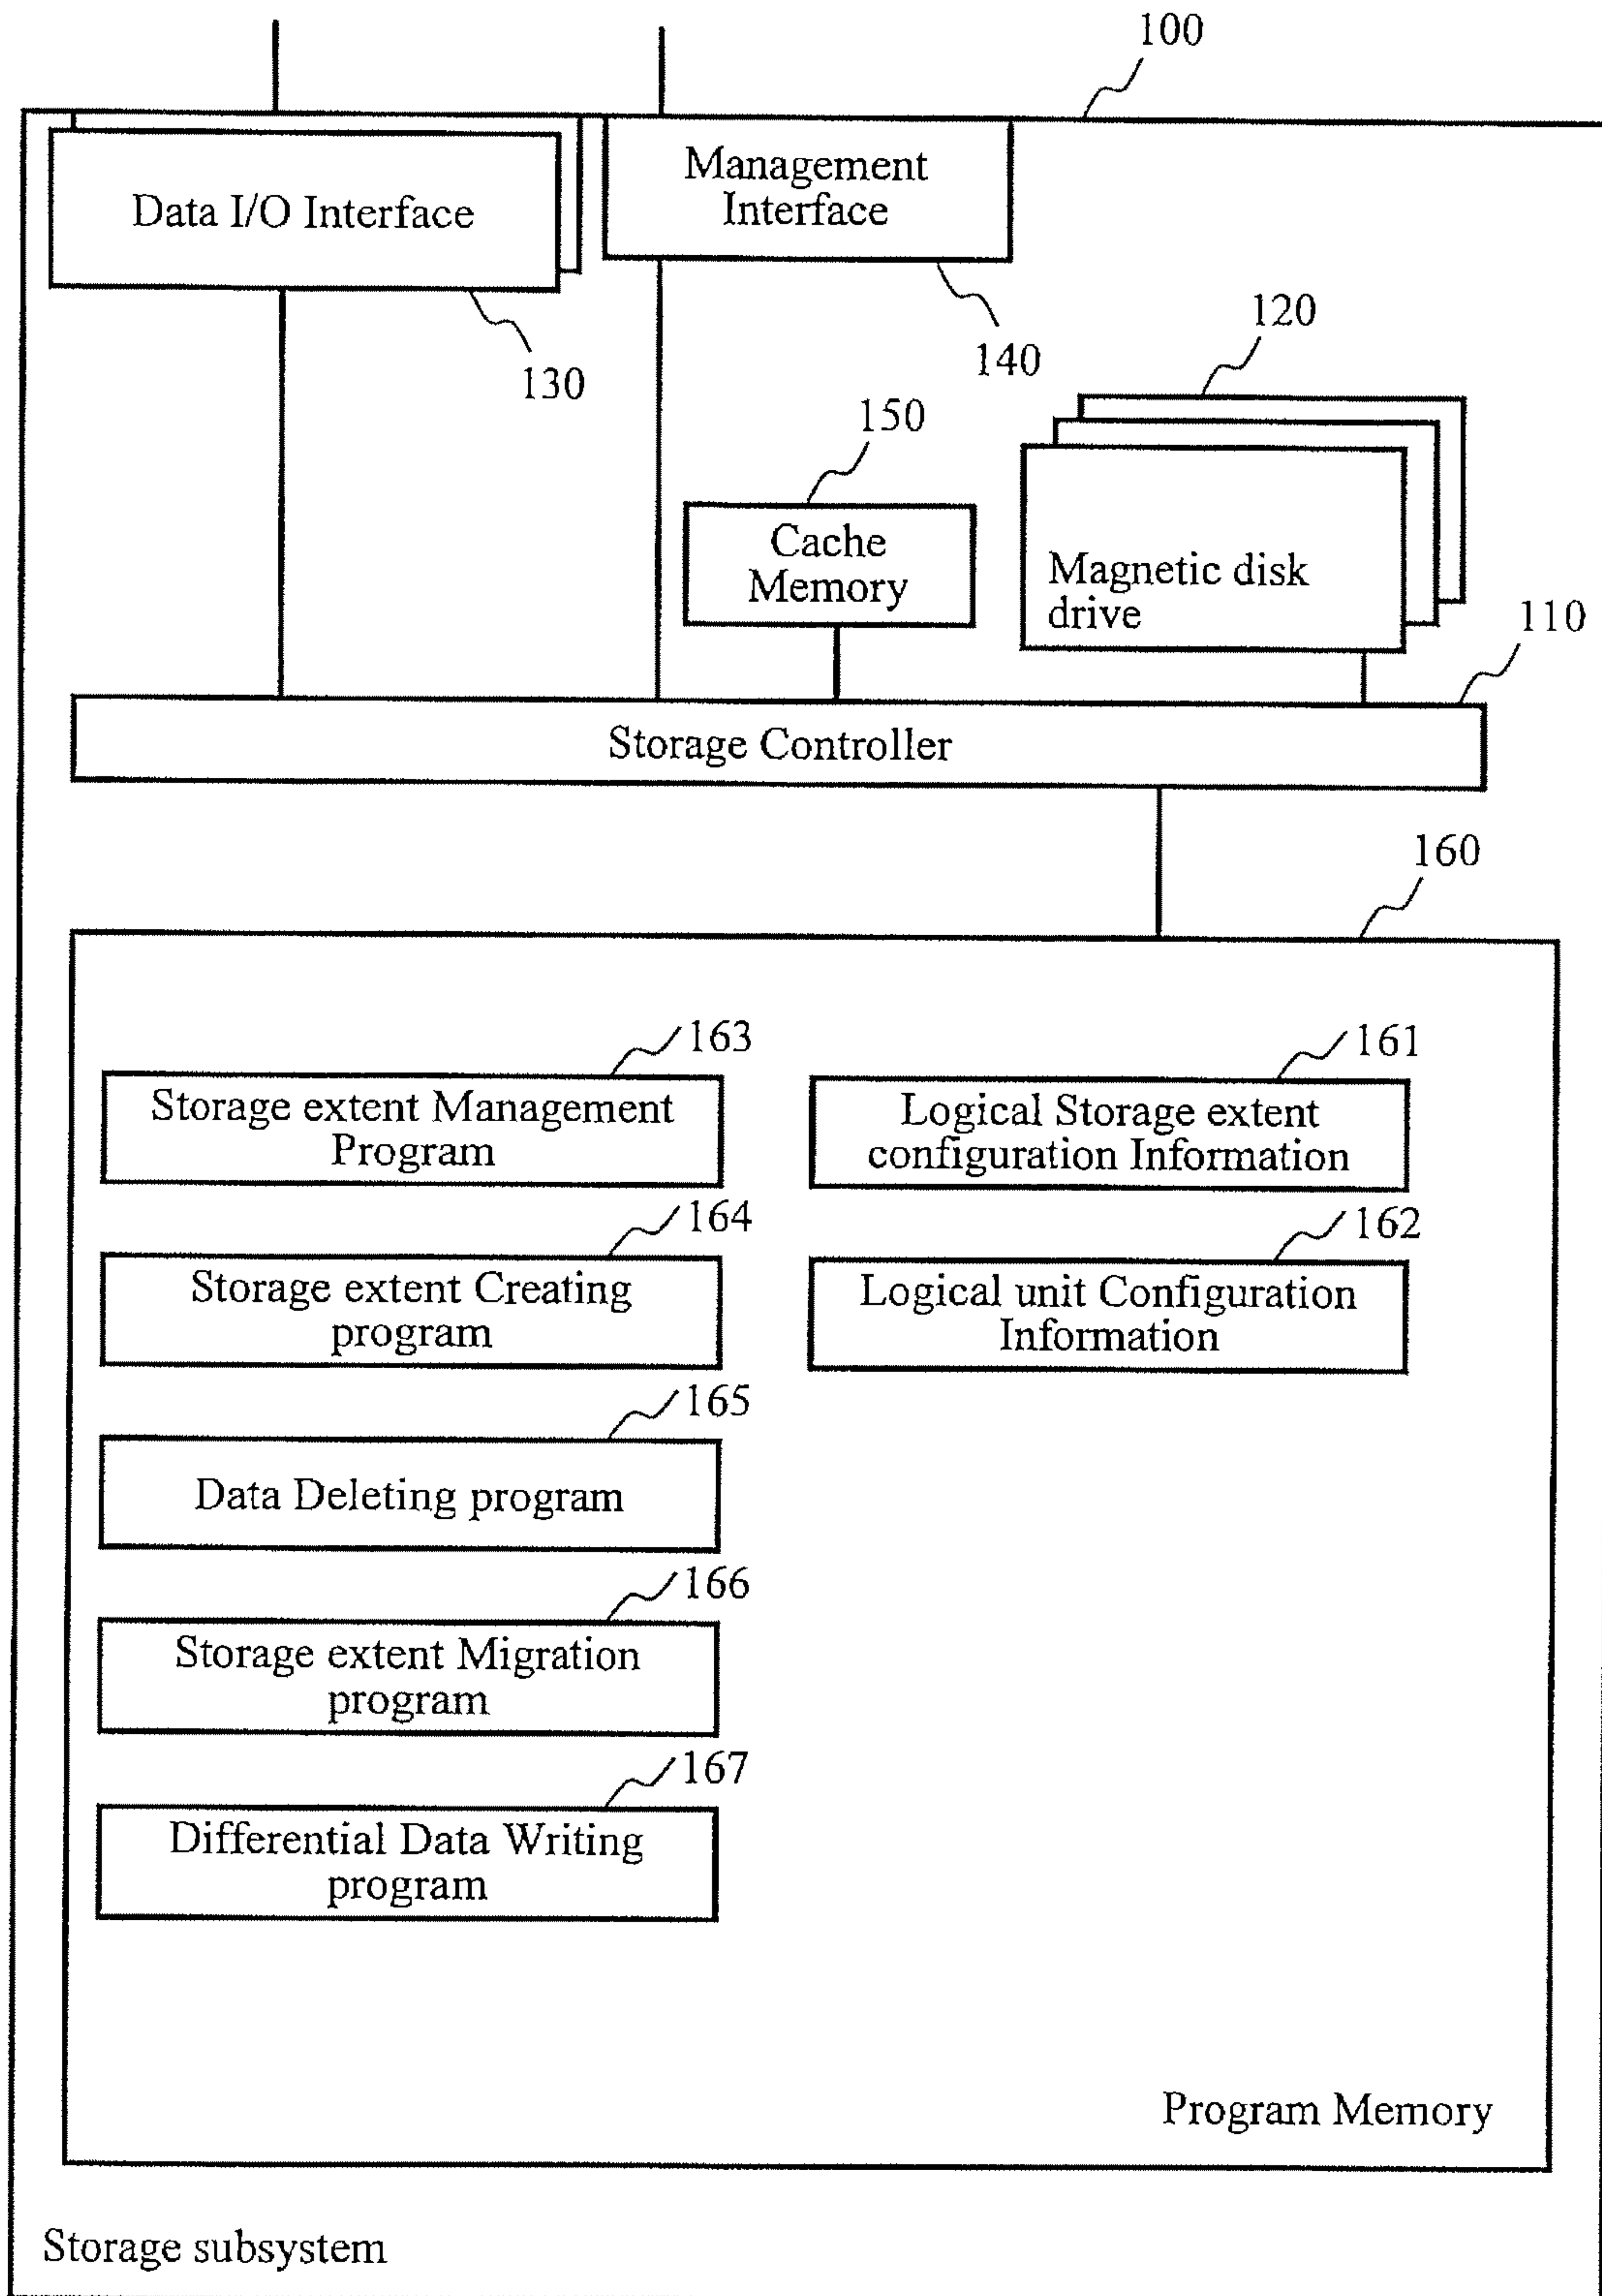 100
Data I/O Interface
Management
Interface
130
140
120
150
Cache
Memory
Magnetic disk
drive
110
Storage Controller
160
163
Storage extent Management
Program
161
Logical Storage extent
configuration Information
164
Storage extent Creating
program
162
Logical unit Configuration
Information
165
Data Deleting program
166
Storage extent Migration
program
167
Differential Data Writing
program
Program Memory
Storage subsystem